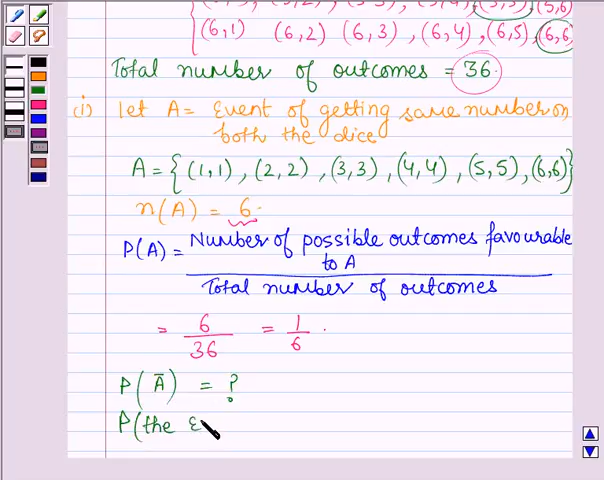 (6,1) (6,2) (6,3) (6,4) (6,5) (6,6)
Total number of outcomes = 36.
(i) let A = Event of getting same number on
both the dice
A = { (1,1), (2,2), (3,3), (4,4), (5,5), (6,6) }
n(A) = 6.
P(A) = Number of possible outcomes favourable
to A
Total number of outcomes
= 6/36 = 1/6.
P(Ā) = ?
P(the E